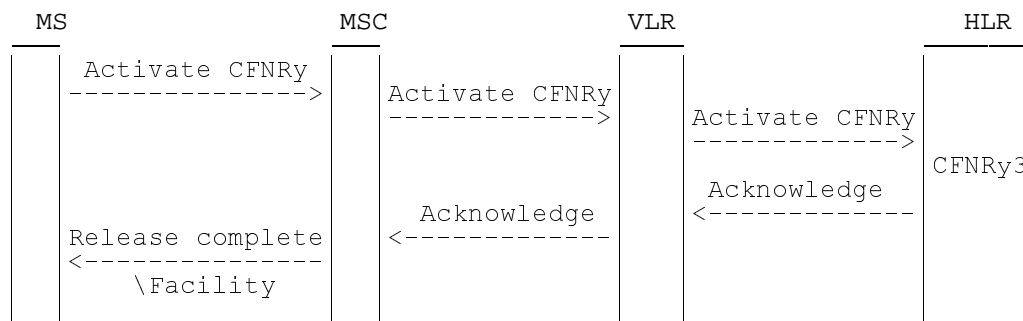 MS MSC VLR HLR
Activate CFNRy
--------------->
Activate CFNRy
------------->
Activate CFNRy
------------->
CFNRy3
Acknowledge
<-------------
Acknowledge
<-------------
Release complete
<---------------
\Facility